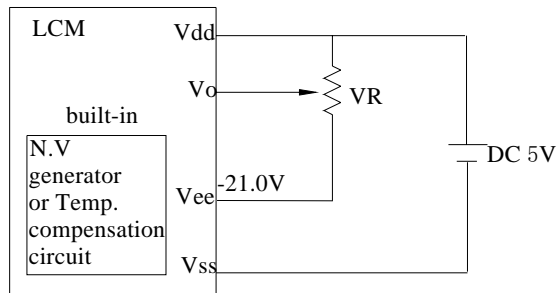 LCM
Vdd
Vo
VR
built-in
N.V
generator
or Temp.
compensation
circuit
DC 5V
-21.0V
Vee
Vss